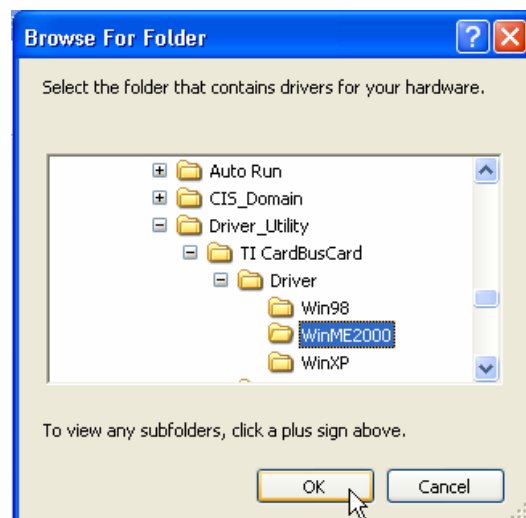 Browse For Folder
Select the folder that contains drivers for your hardware.
Auto Run
CIS_Domain
Driver_Utility
TI CardBusCard
Driver
Win98
WinME2000
WinXP
To view any subfolders, click a plus sign above.
OK Cancel